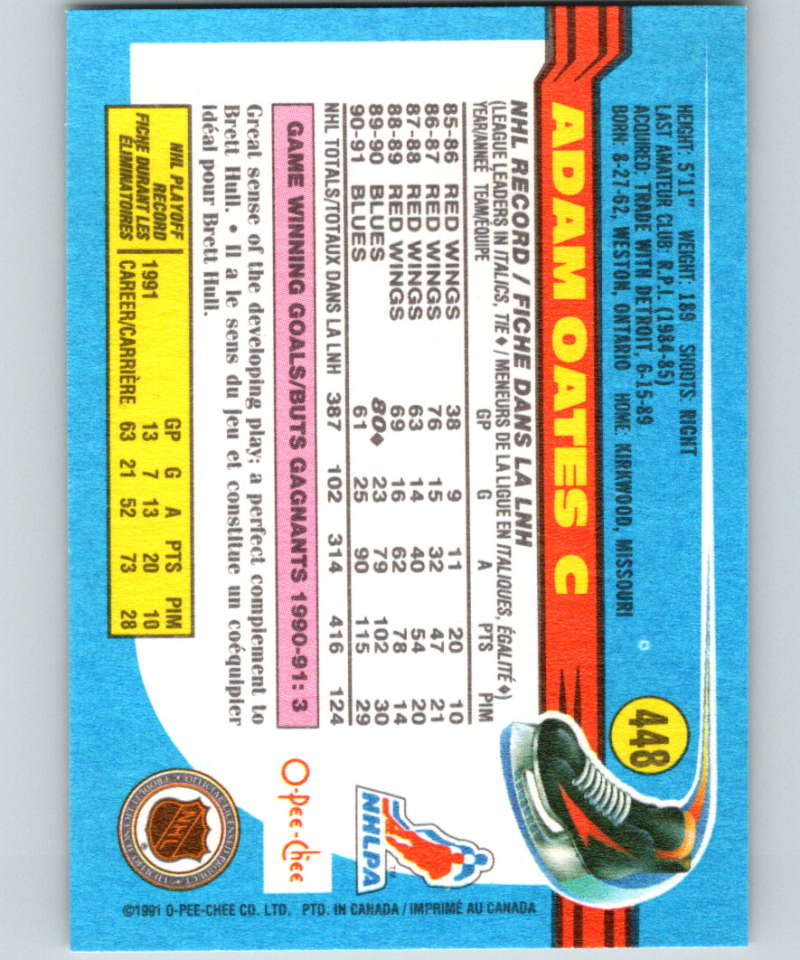 448
HEIGHT: 5'11" WEIGHT: 189 SHOOTS: RIGHT
LAST AMATEUR CLUB: R.P.I. (1984-85)
ACQUIRED: TRADE WITH DETROIT, 6-15-89
BORN: 8-27-62, WESTON, ONTARIO HOME: KIRKWOOD, MISSOURI
ADAM OATES C
NHL RECORD / FICHE DANS LA LNH
(LEAGUE LEADERS IN ITALICS, TIE ♦ / MENEURS DE LA LIGUE EN ITALIQUES, ÉGALITÉ ♦)
YEAR/ANNÉE TEAM/ÉQUIPE GP G A PTS PIM
85-86 RED WINGS 38 9 11 20 10
86-87 RED WINGS 76 15 32 47 21
87-88 RED WINGS 63 14 40 54 20
88-89 RED WINGS 69 16 62 78 14
89-90 BLUES 80♦ 23 79 102 30
90-91 BLUES 61 25 90 115 29
NHL TOTALS/TOTAUX DANS LA LNH 387 102 314 416 124
GAME WINNING GOALS/BUTS GAGNANTS 1990-91: 3
Great sense of the developing play; a perfect complement to
Brett Hull. • Il a le sens du jeu et constitue un coéquipier
idéal pour Brett Hull.
NHL PLAYOFF
RECORD
FICHE DURANT LES
ÉLIMINATOIRES
GP G A PTS PIM
1991 13 7 13 20 10
CAREER/CARRIÈRE 63 21 52 73 28
NHLPA
TM
O-Pee-Chee
OFFICIAL LICENSED PRODUCT
NHL
©1991 O-PEE-CHEE CO. LTD. PTD. IN CANADA / IMPRIMÉ AU CANADA